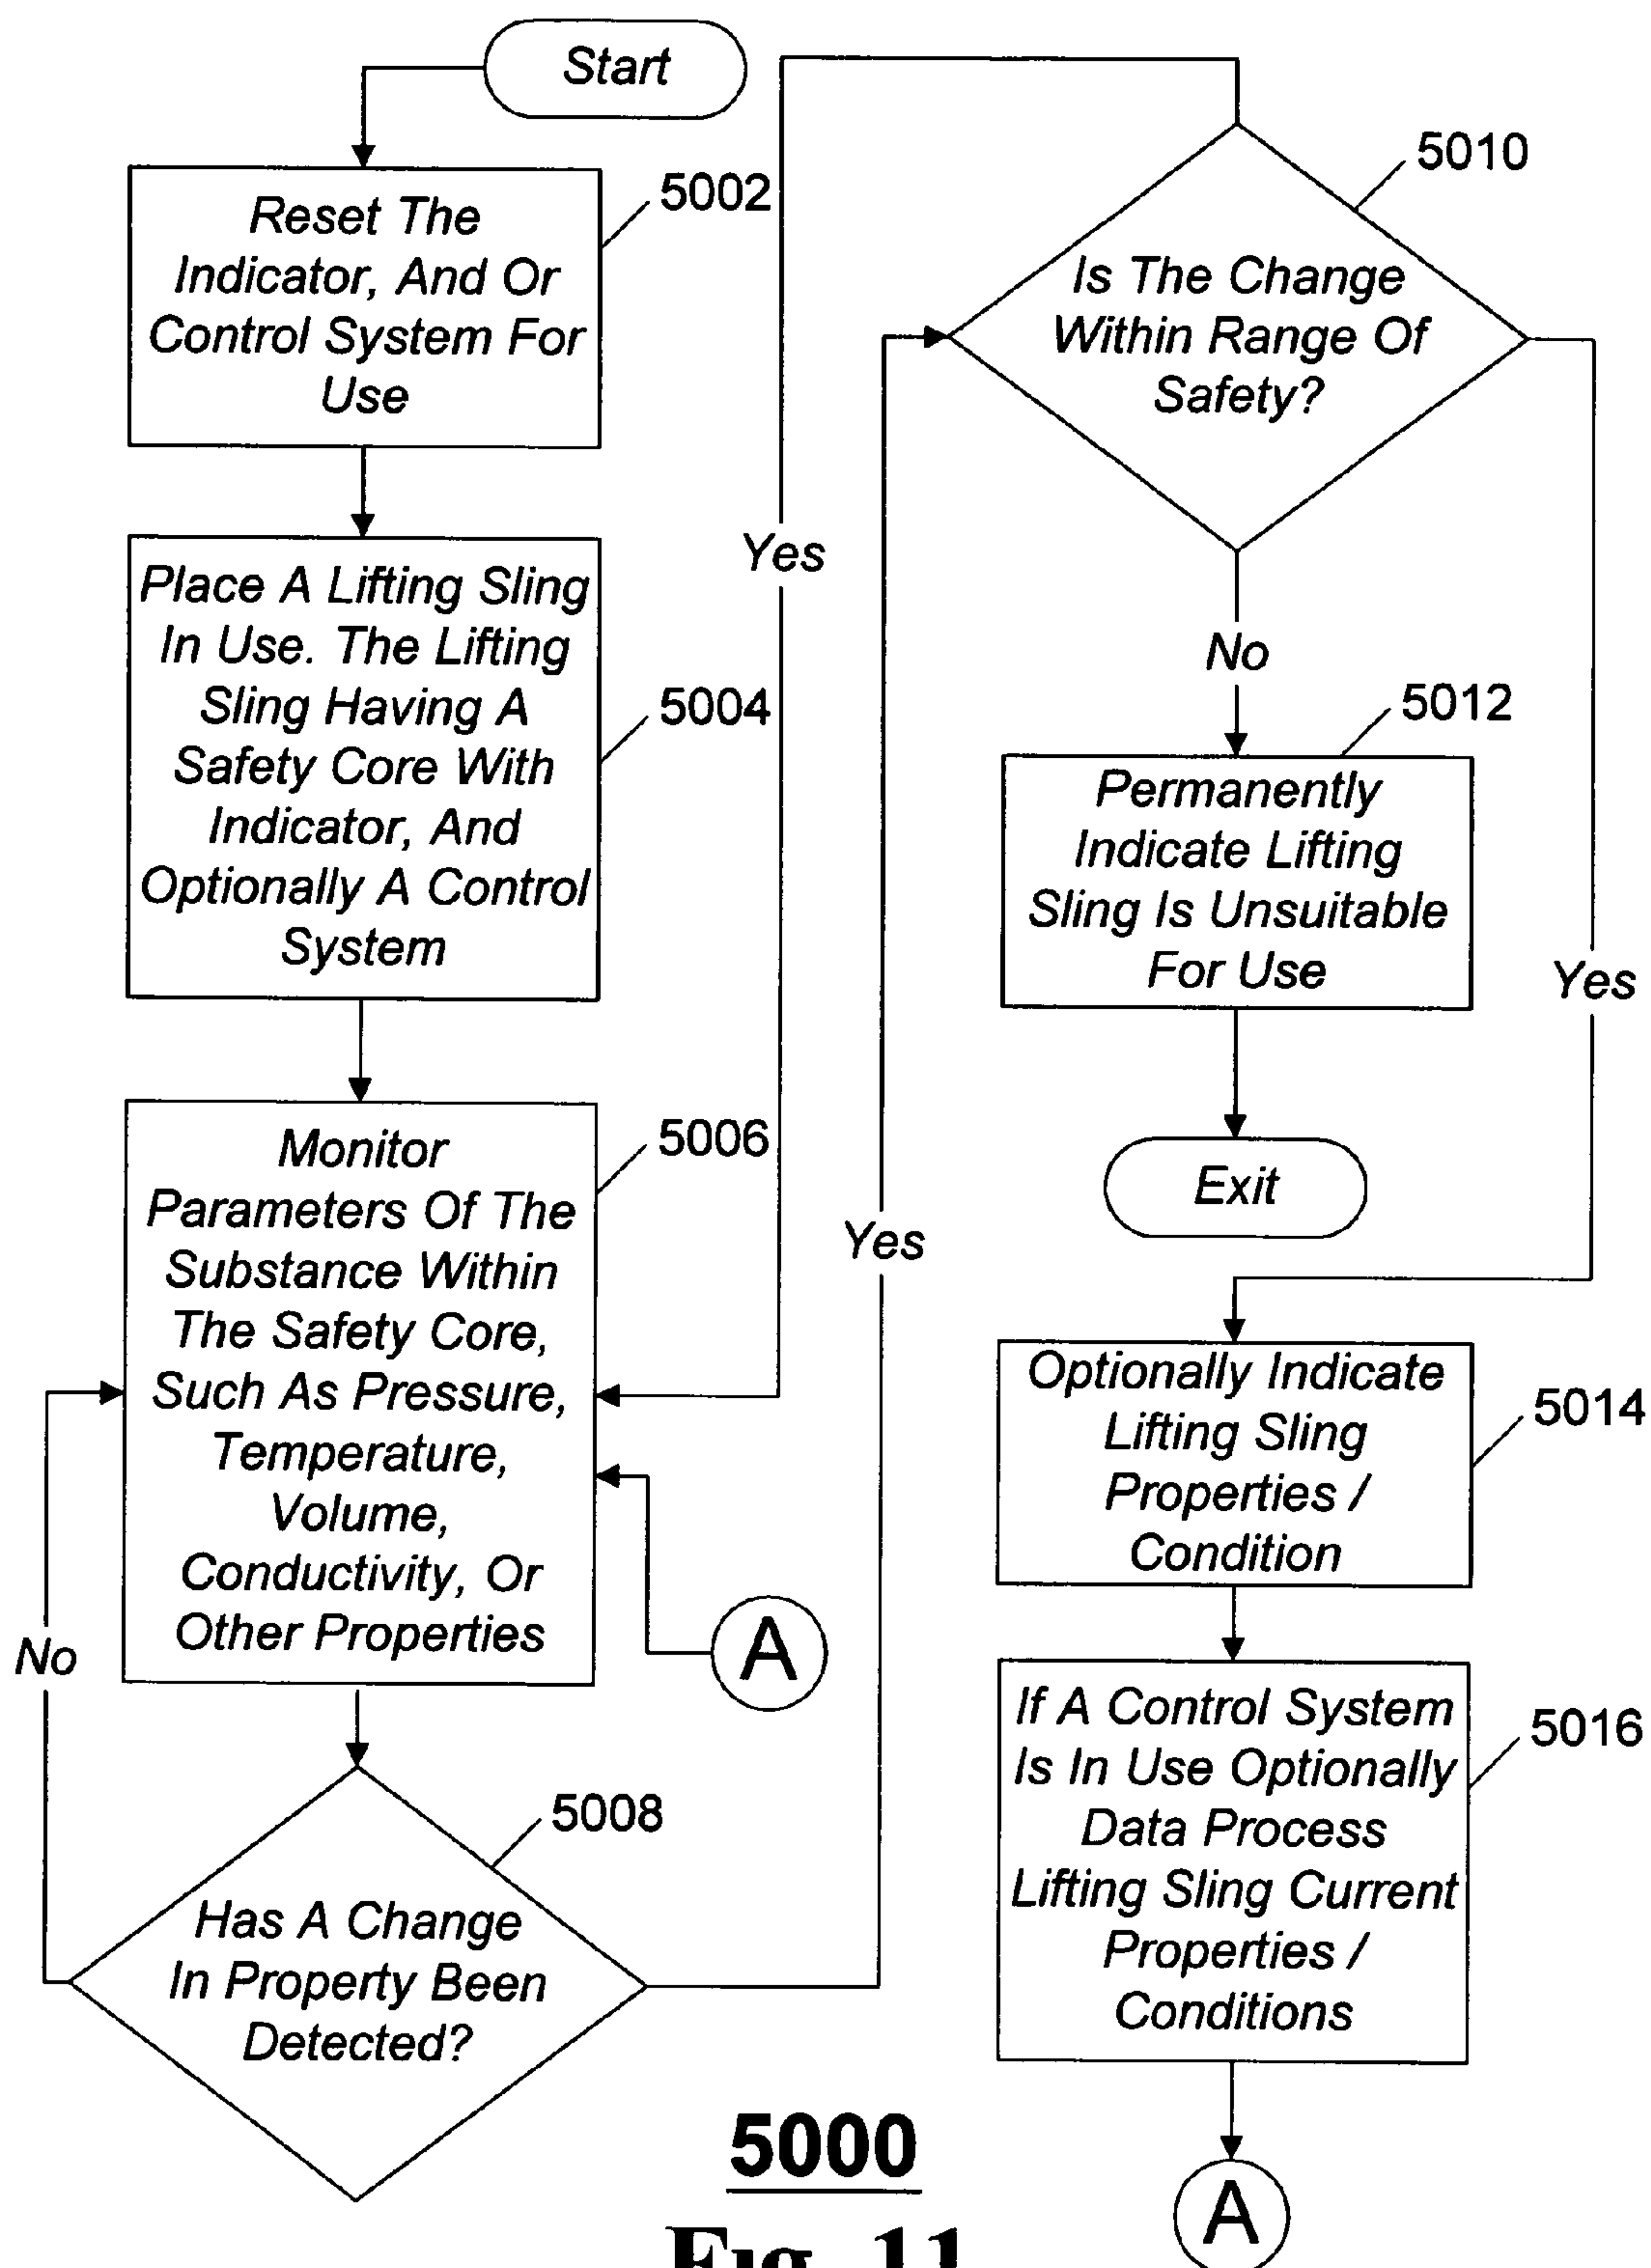 Start
5002
Reset The
Indicator, And Or
Control System For
Use
Place A Lifting Sling
In Use. The Lifting
Sling Having A
Safety Core With
Indicator, And
Optionally A Control
System
5004
Monitor
Parameters Of The
Substance Within
The Safety Core,
Such As Pressure,
Temperature,
Volume,
Conductivity, Or
Other Properties
5006
A
No
5008
Has A Change
In Property Been
Detected?
Yes
Yes
5010
Is The Change
Within Range Of
Safety?
No
5012
Permanently
Indicate Lifting
Sling Is Unsuitable
For Use
Yes
Exit
Optionally Indicate
Lifting Sling
Properties /
Condition
5014
If A Control System
Is In Use Optionally
Data Process
Lifting Sling Current
Properties /
Conditions
5016
A
5000
Fig. 11